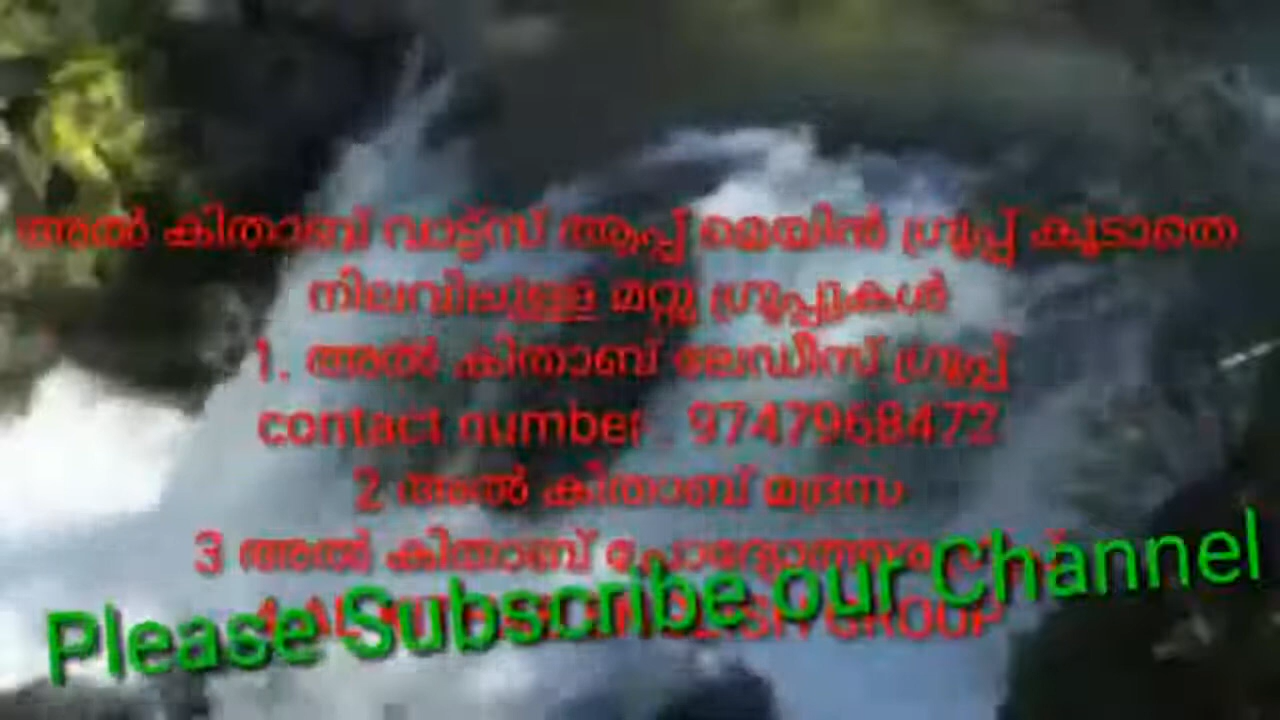 അൽ കിതാബ് വാട്ട്സ് ആപ്പ് മെയിൻ ഗ്രൂപ്പ് കൂടാതെ
നിലവിലുള്ള മറ്റു ഗ്രൂപ്പുകൾ
1. അൽ കിതാബ് ലേഡീസ് ഗ്രൂപ്പ്
contact number : 9747968472
2 അൽ കിതാബ് മദ്രസ
3 അൽ കിതാബ്
GROUP
Please Subscribe our Channel